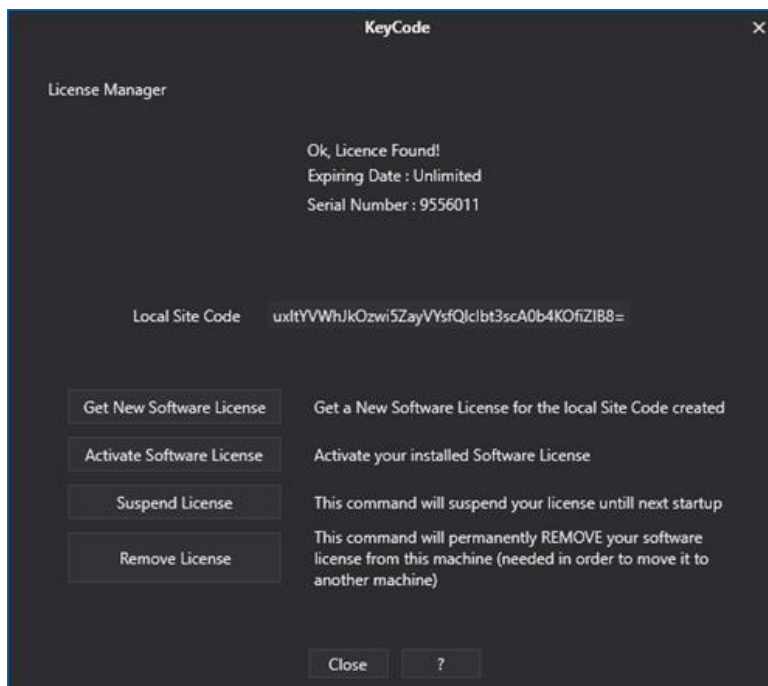 KeyCode
License Manager
Ok, Licence Found!
Expiring Date : Unlimited
Serial Number : 9556011
Local Site Code uxItYVWhJkOzwi5ZayVYsfQJcIbt3scA0b4KOfiZIB8=
Get New Software License Get a New Software License for the local Site Code created
Activate Software License Activate your installed Software License
Suspend License This command will suspend your license untill next startup
Remove License This command will permanently REMOVE your software
license from this machine (needed in order to move it to
another machine)
Close ?